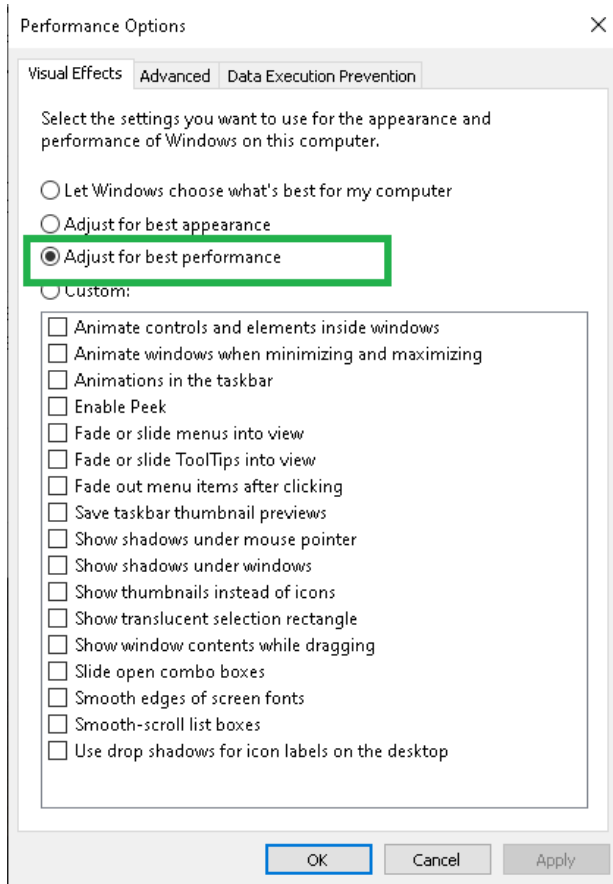 Performance Options
Visual Effects
Advanced
Data Execution Prevention
Select the settings you want to use for the appearance and
performance of Windows on this computer.
Let Windows choose what's best for my computer
Adjust for best appearance
Adjust for best performance
Custom:
Animate controls and elements inside windows
Animate windows when minimizing and maximizing
Animations in the taskbar
Enable Peek
Fade or slide menus into view
Fade or slide ToolTips into view
Fade out menu items after clicking
Save taskbar thumbnail previews
Show shadows under mouse pointer
Show shadows under windows
Show thumbnails instead of icons
Show translucent selection rectangle
Show window contents while dragging
Slide open combo boxes
Smooth edges of screen fonts
Smooth-scroll list boxes
Use drop shadows for icon labels on the desktop
OK
Cancel
Apply